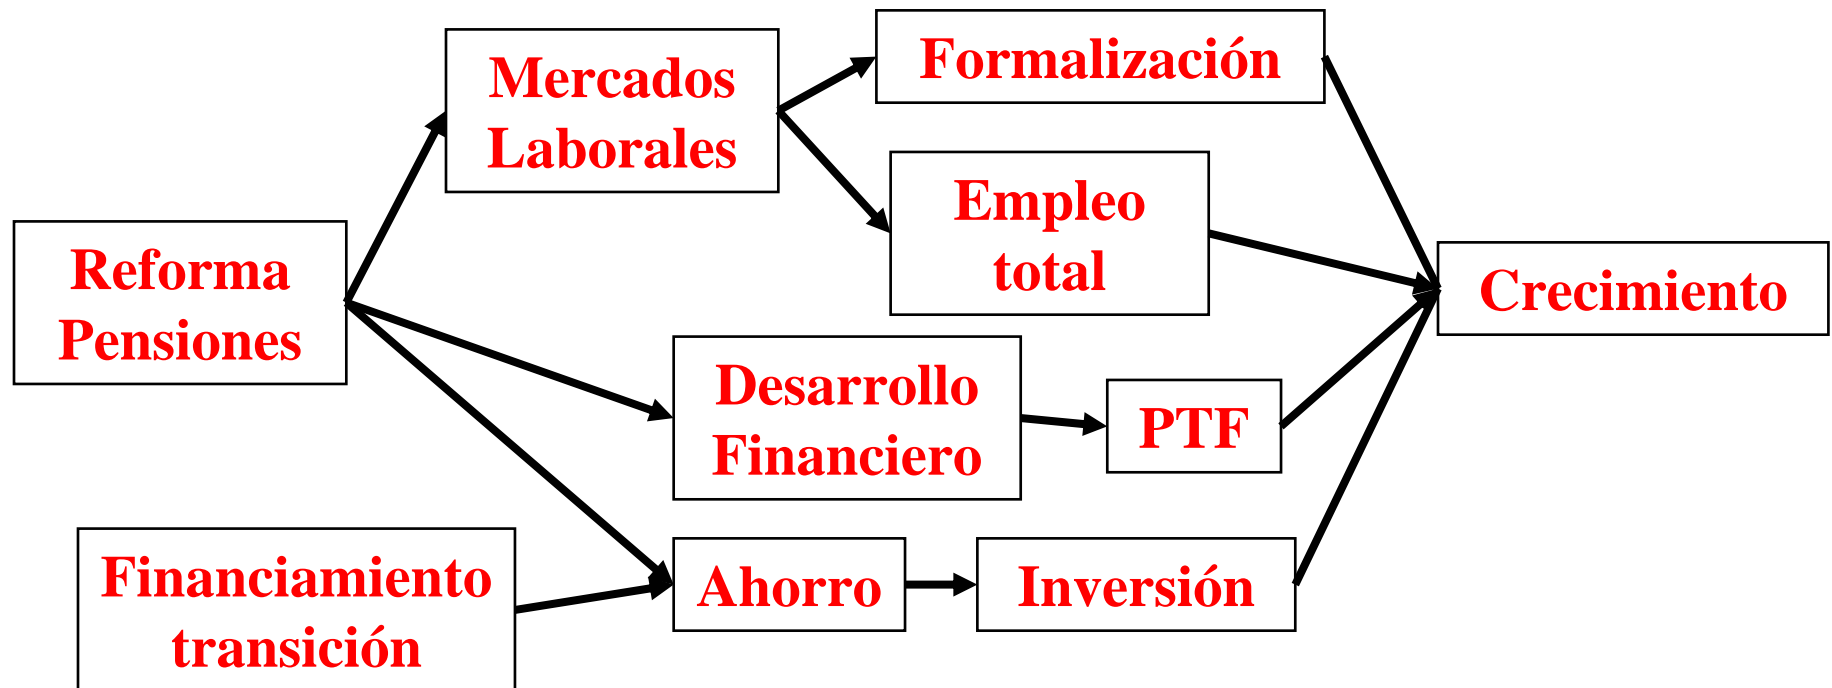 Mercados
Laborales
Formalización
Empleo
total
Reforma
Pensiones
Crecimiento
Desarrollo
Financiero
PTF
Financiamiento
transición
Ahorro
Inversión